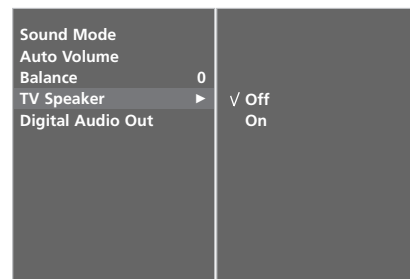 Sound Mode
Auto Volume
Balance 0
TV Speaker ►
Digital Audio Out
√ Off
On